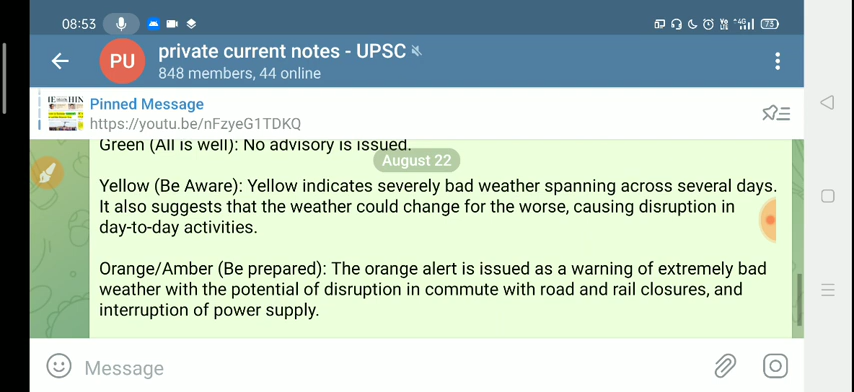 08:53
4G
73
PU
private current notes - UPSC
848 members, 44 online
Pinned Message
https://youtu.be/nFzyeG1TDKQ
Green (All is well): No advisory is issued.
August 22
Yellow (Be Aware): Yellow indicates severely bad weather spanning across several days.
It also suggests that the weather could change for the worse, causing disruption in
day-to-day activities.
Orange/Amber (Be prepared): The orange alert is issued as a warning of extremely bad
weather with the potential of disruption in commute with road and rail closures, and
interruption of power supply.
Message